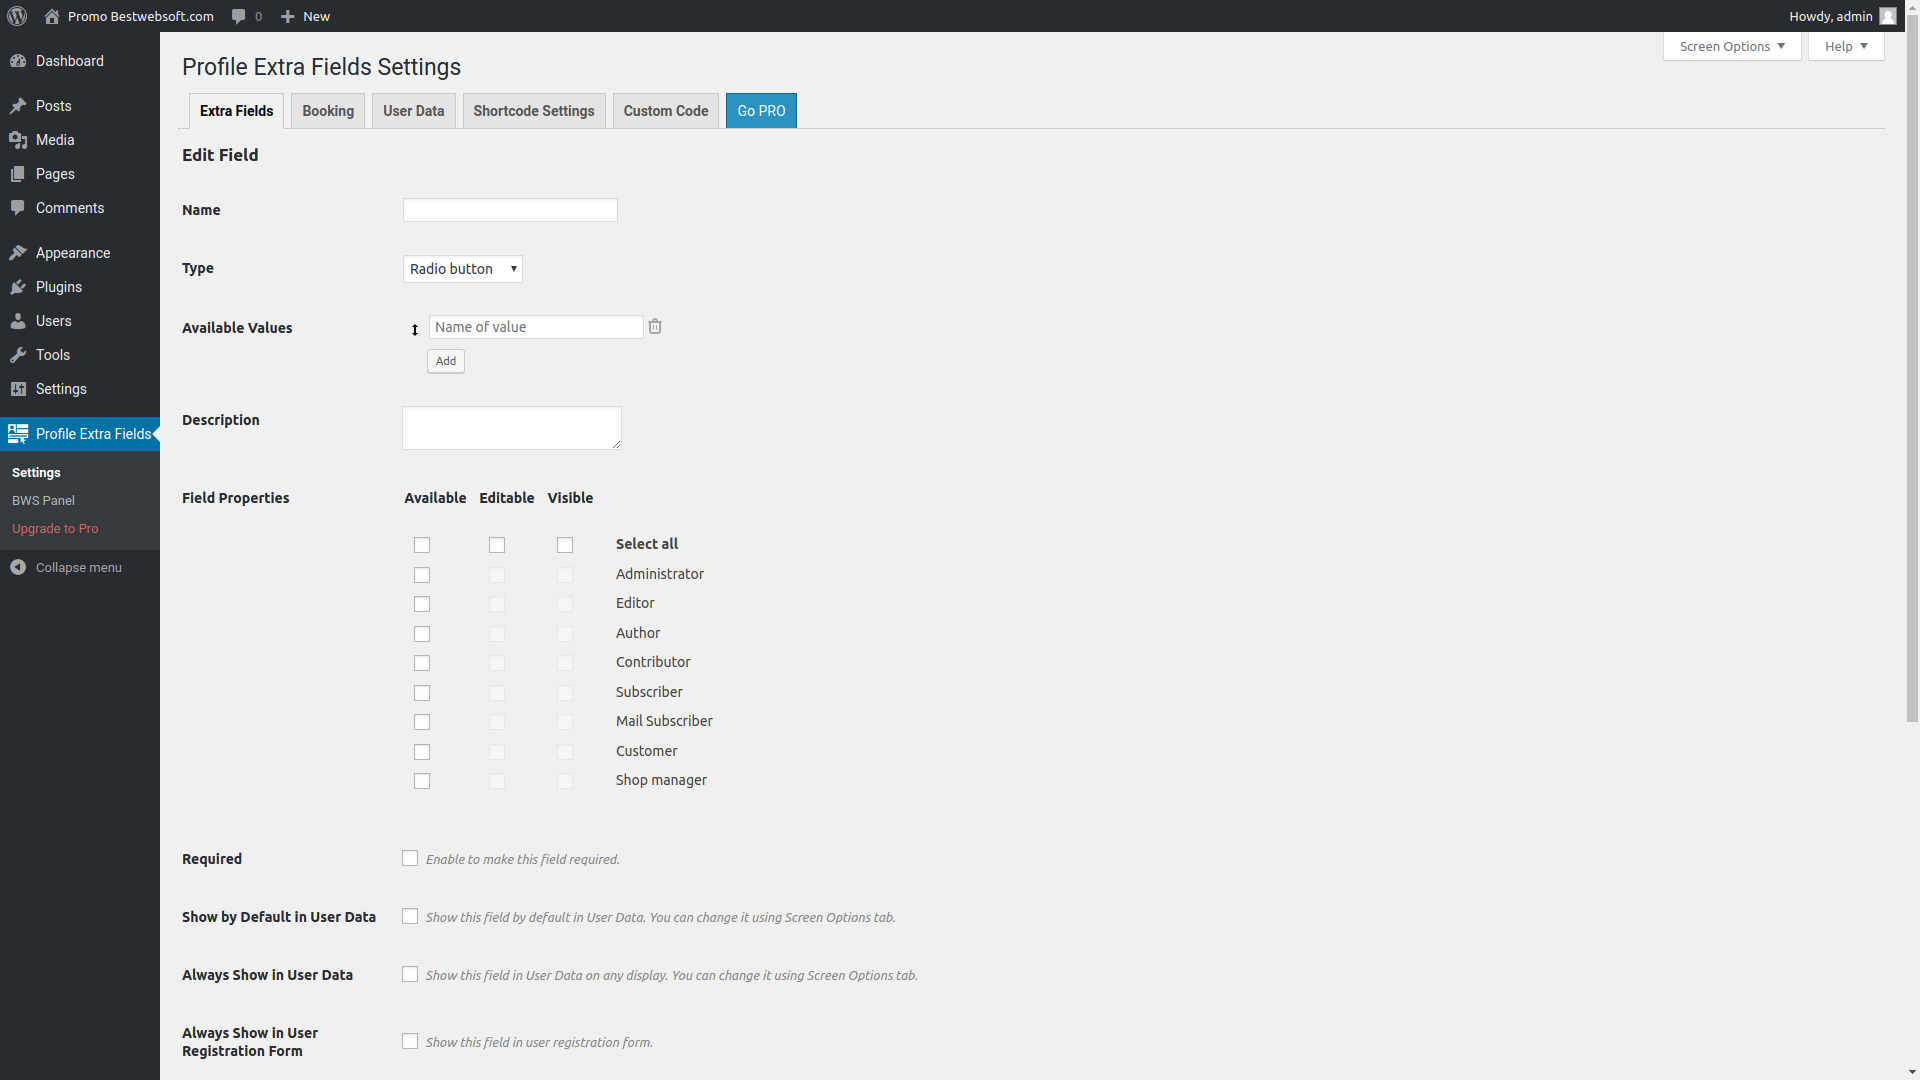 Promo Bestwebsoft.com 0 New Howdy, admin
Screen Options Help
Dashboard
Posts
Media
Pages
Comments
Appearance
Plugins
Users
Tools
Settings
Profile Extra Fields
Settings
BWS Panel
Upgrade to Pro
Collapse menu
Profile Extra Fields Settings
Extra Fields Booking User Data Shortcode Settings Custom Code Go PRO
Edit Field
Name
Type Radio button
Available Values Name of value
Add
Description
Field Properties Available Editable Visible
Select all
Administrator
Editor
Author
Contributor
Subscriber
Mail Subscriber
Customer
Shop manager
Required Enable to make this field required.
Show by Default in User Data Show this field by default in User Data. You can change it using Screen Options tab.
Always Show in User Data Show this field in User Data on any display. You can change it using Screen Options tab.
Always Show in User
Registration Form Show this field in user registration form.